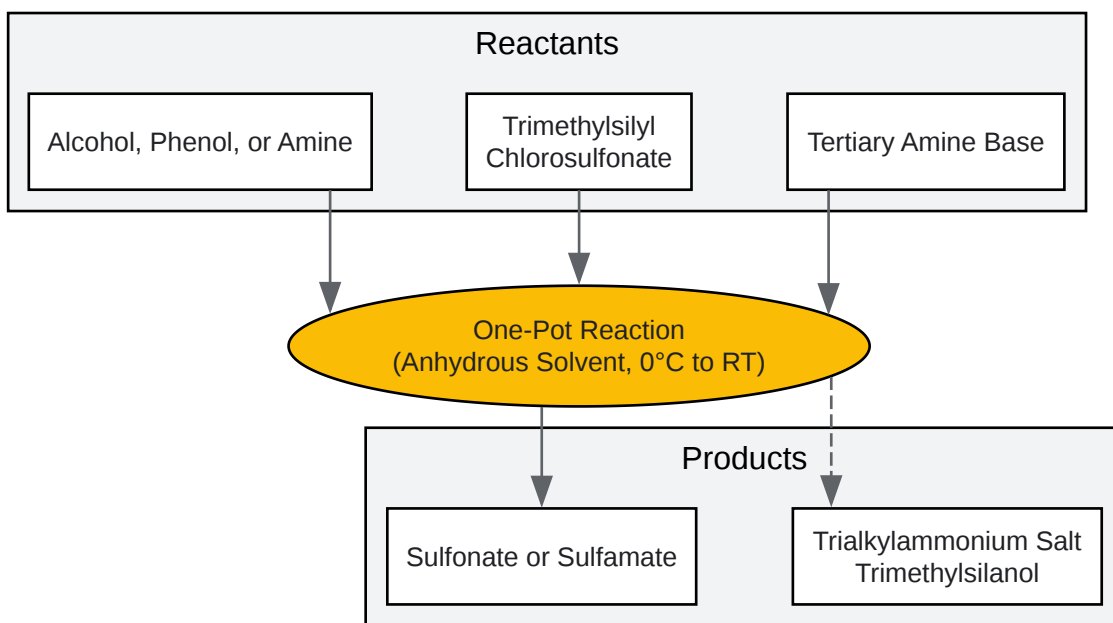 Reactants
Alcohol, Phenol, or Amine
Trimethylsilyl
Chlorosulfonate
Tertiary Amine Base
One-Pot Reaction
(Anhydrous Solvent, 0°C to RT)
Products
Sulfonate or Sulfamate
Trialkylammonium Salt
Trimethylsilanol